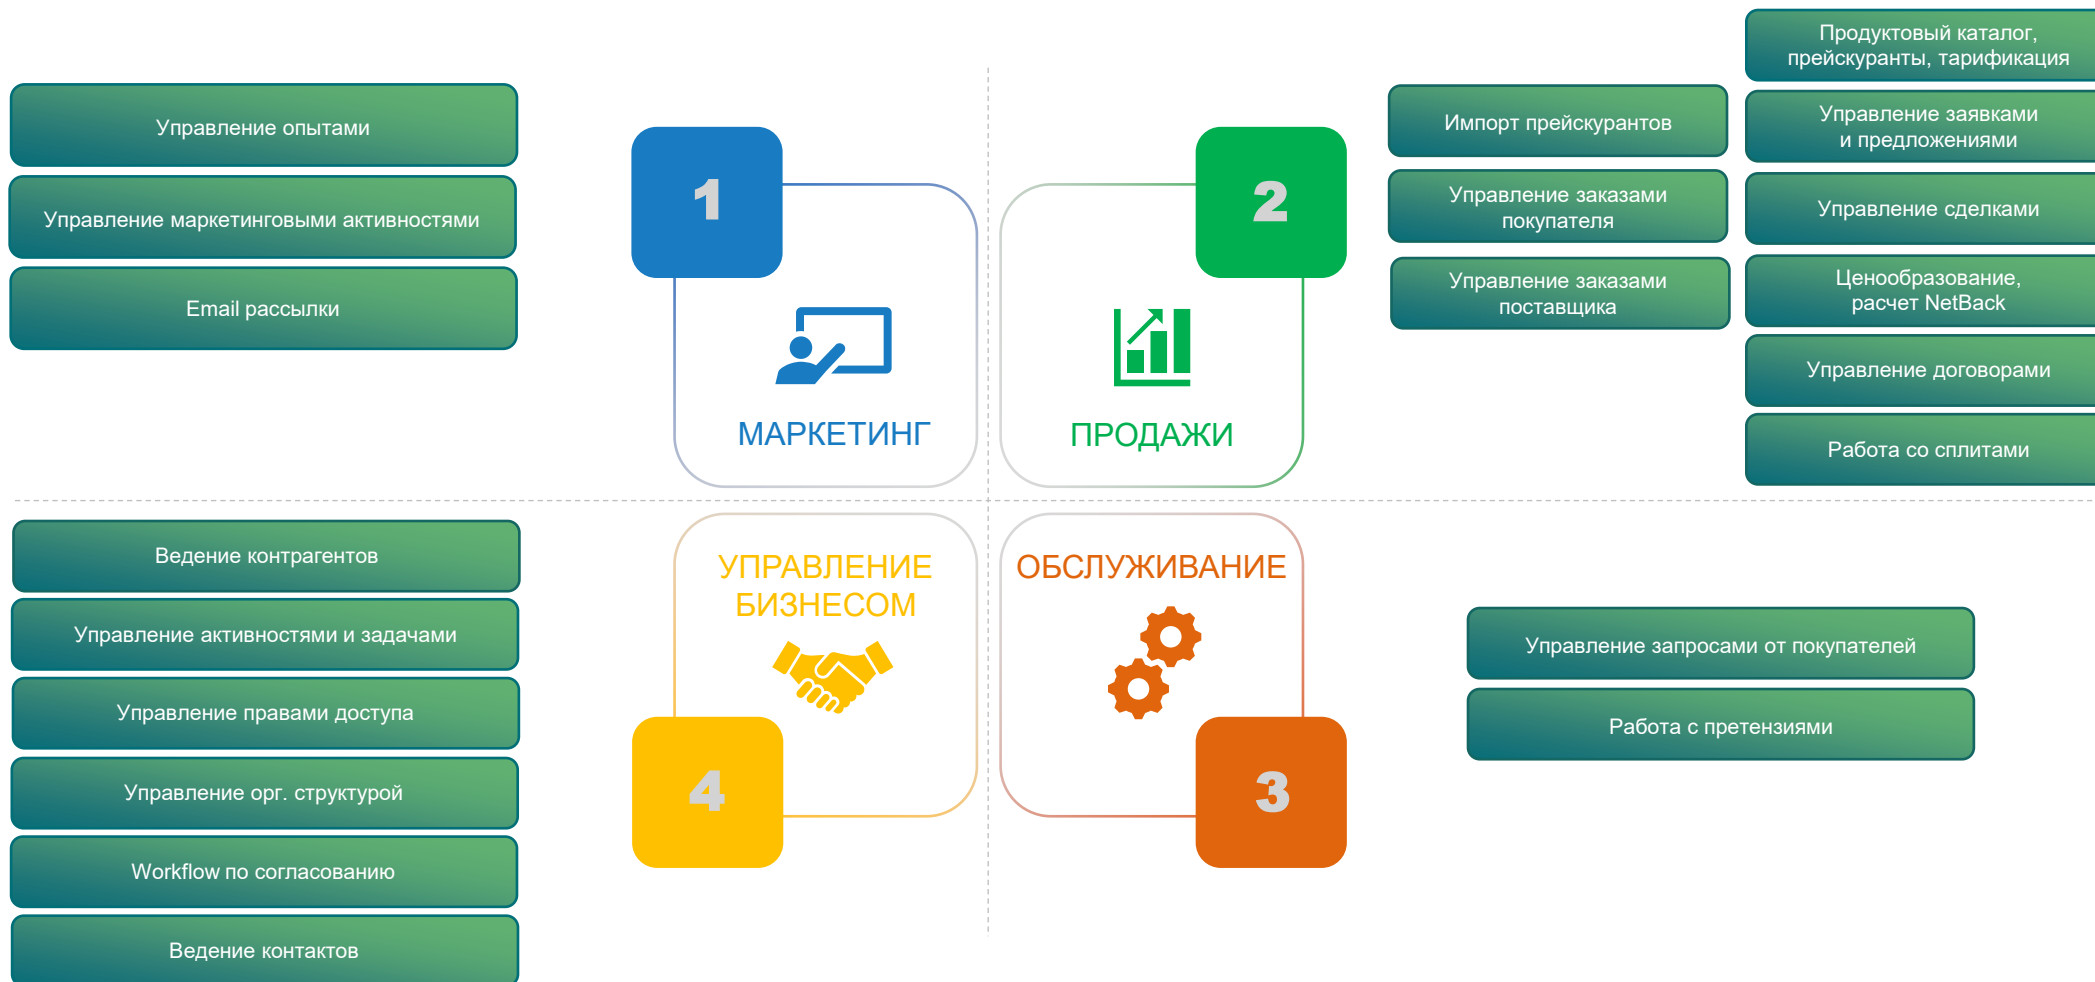 Управление опытами
Управление маркетинговыми активностями
Email рассылки
1
МАРКЕТИНГ
2
ПРОДАЖИ
Импорт прейскурантов
Управление заказами
покупателя
Управление заказами
поставщика
Продуктовый каталог,
прейскуранты, тарификация
Управление заявками
и предложениями
Управление сделками
Ценообразование,
расчет NetBack
Управление договорами
Работа со сплитами
Ведение контрагентов
Управление активностями и задачами
Управление правами доступа
Управление орг. структурой
Workflow по согласованию
Ведение контактов
УПРАВЛЕНИЕ
БИЗНЕСОМ
4
ОБСЛУЖИВАНИЕ
3
Управление запросами от покупателей
Работа с претензиями